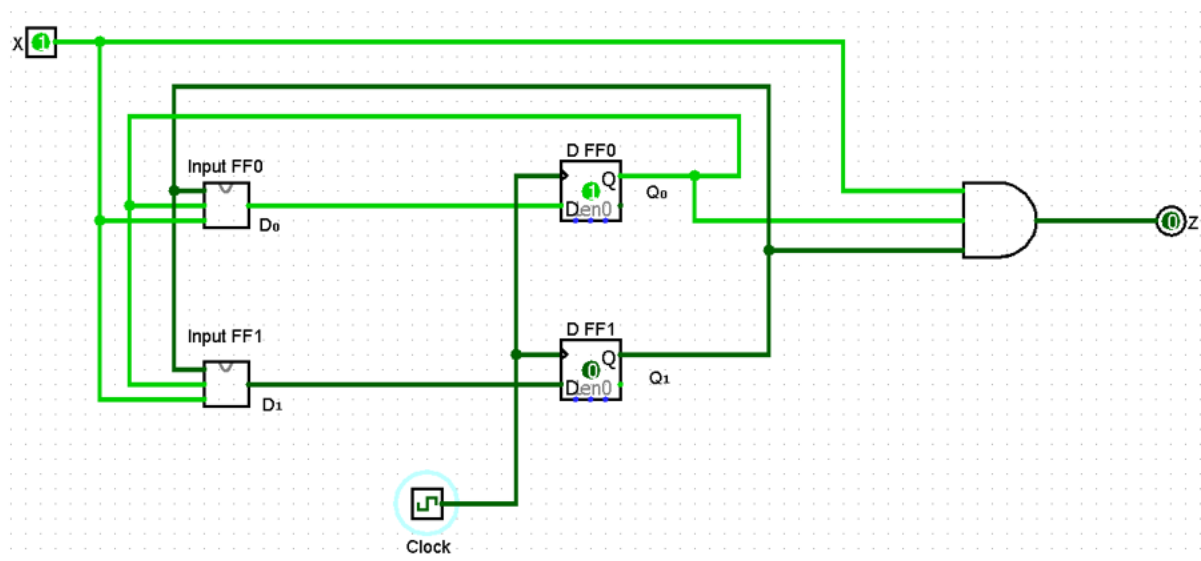 X 1
Input FF0
D₀
D FF0
1
Q
D en0
Q₀
0 Z
Input FF1
D₁
D FF1
0
Q
D en0
Q₁
Clock